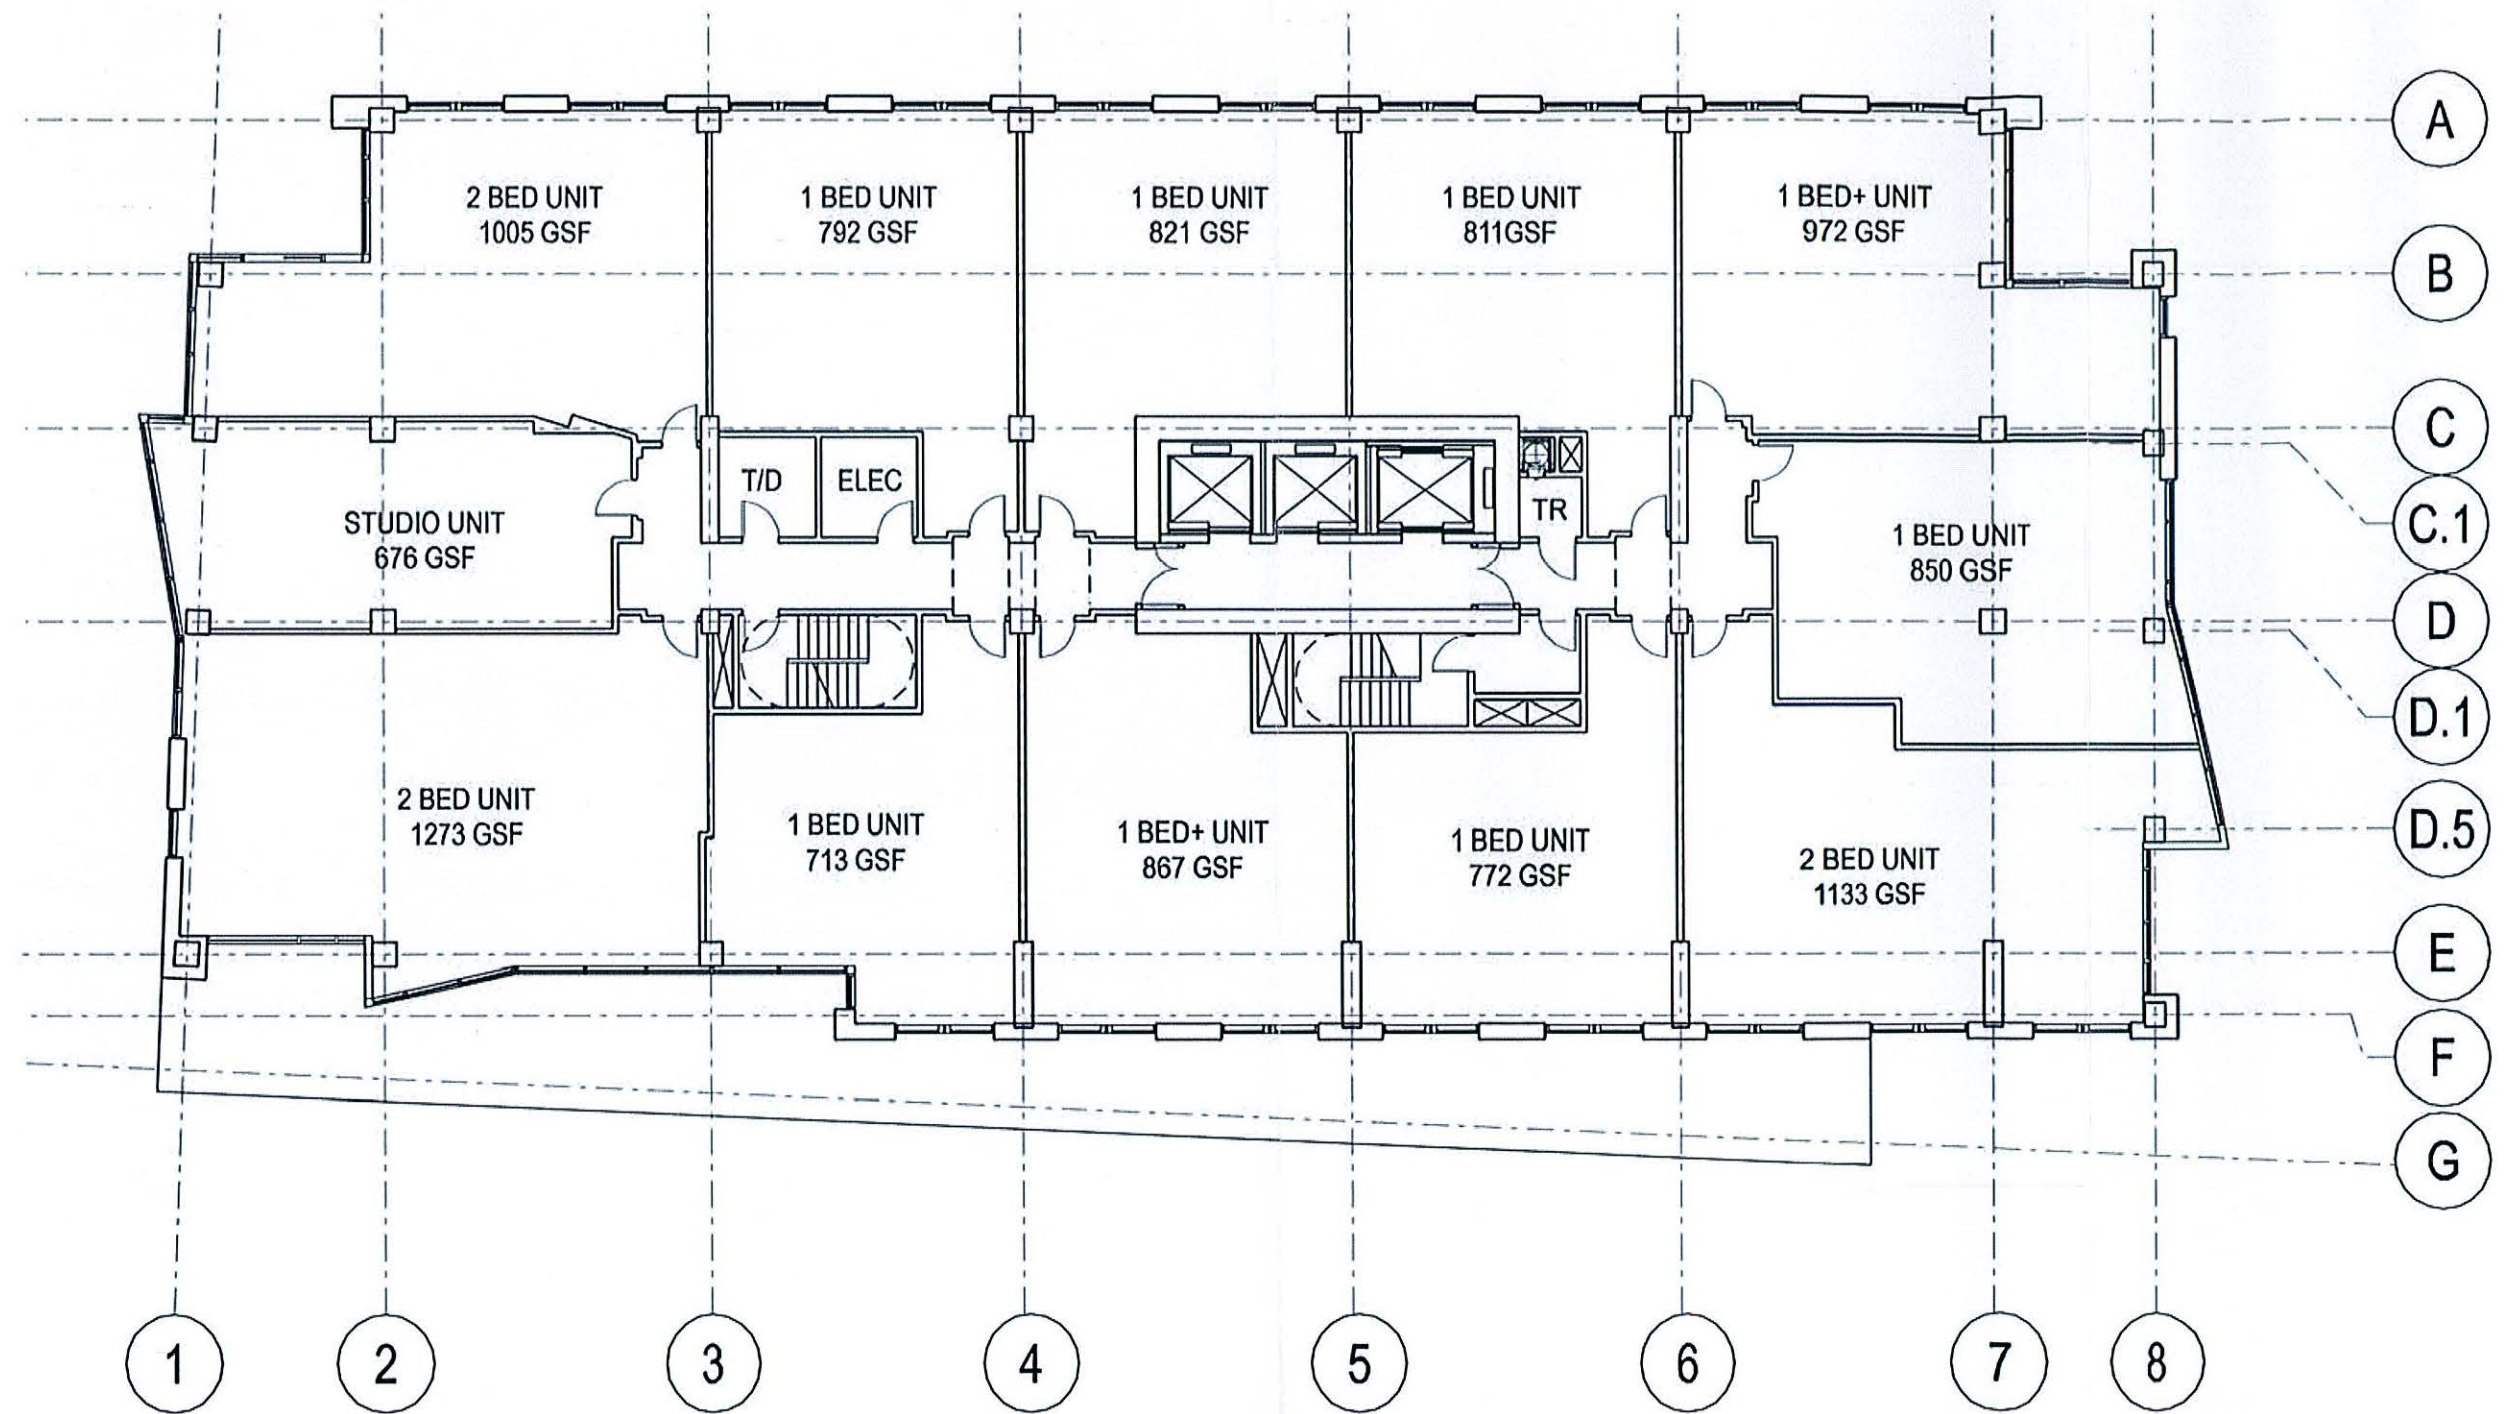 A
2 BED UNIT
1005 GSF
1 BED UNIT
792 GSF
1 BED UNIT
821 GSF
1 BED UNIT
811GSF
1 BED+ UNIT
972 GSF
B
C
T/D
ELEC
TR
STUDIO UNIT
676 GSF
1 BED UNIT
850 GSF
C.1
D
D.1
2 BED UNIT
1273 GSF
1 BED UNIT
713 GSF
1 BED+ UNIT
867 GSF
1 BED UNIT
772 GSF
2 BED UNIT
1133 GSF
D.5
E
F
G
1
2
3
4
5
6
7
8